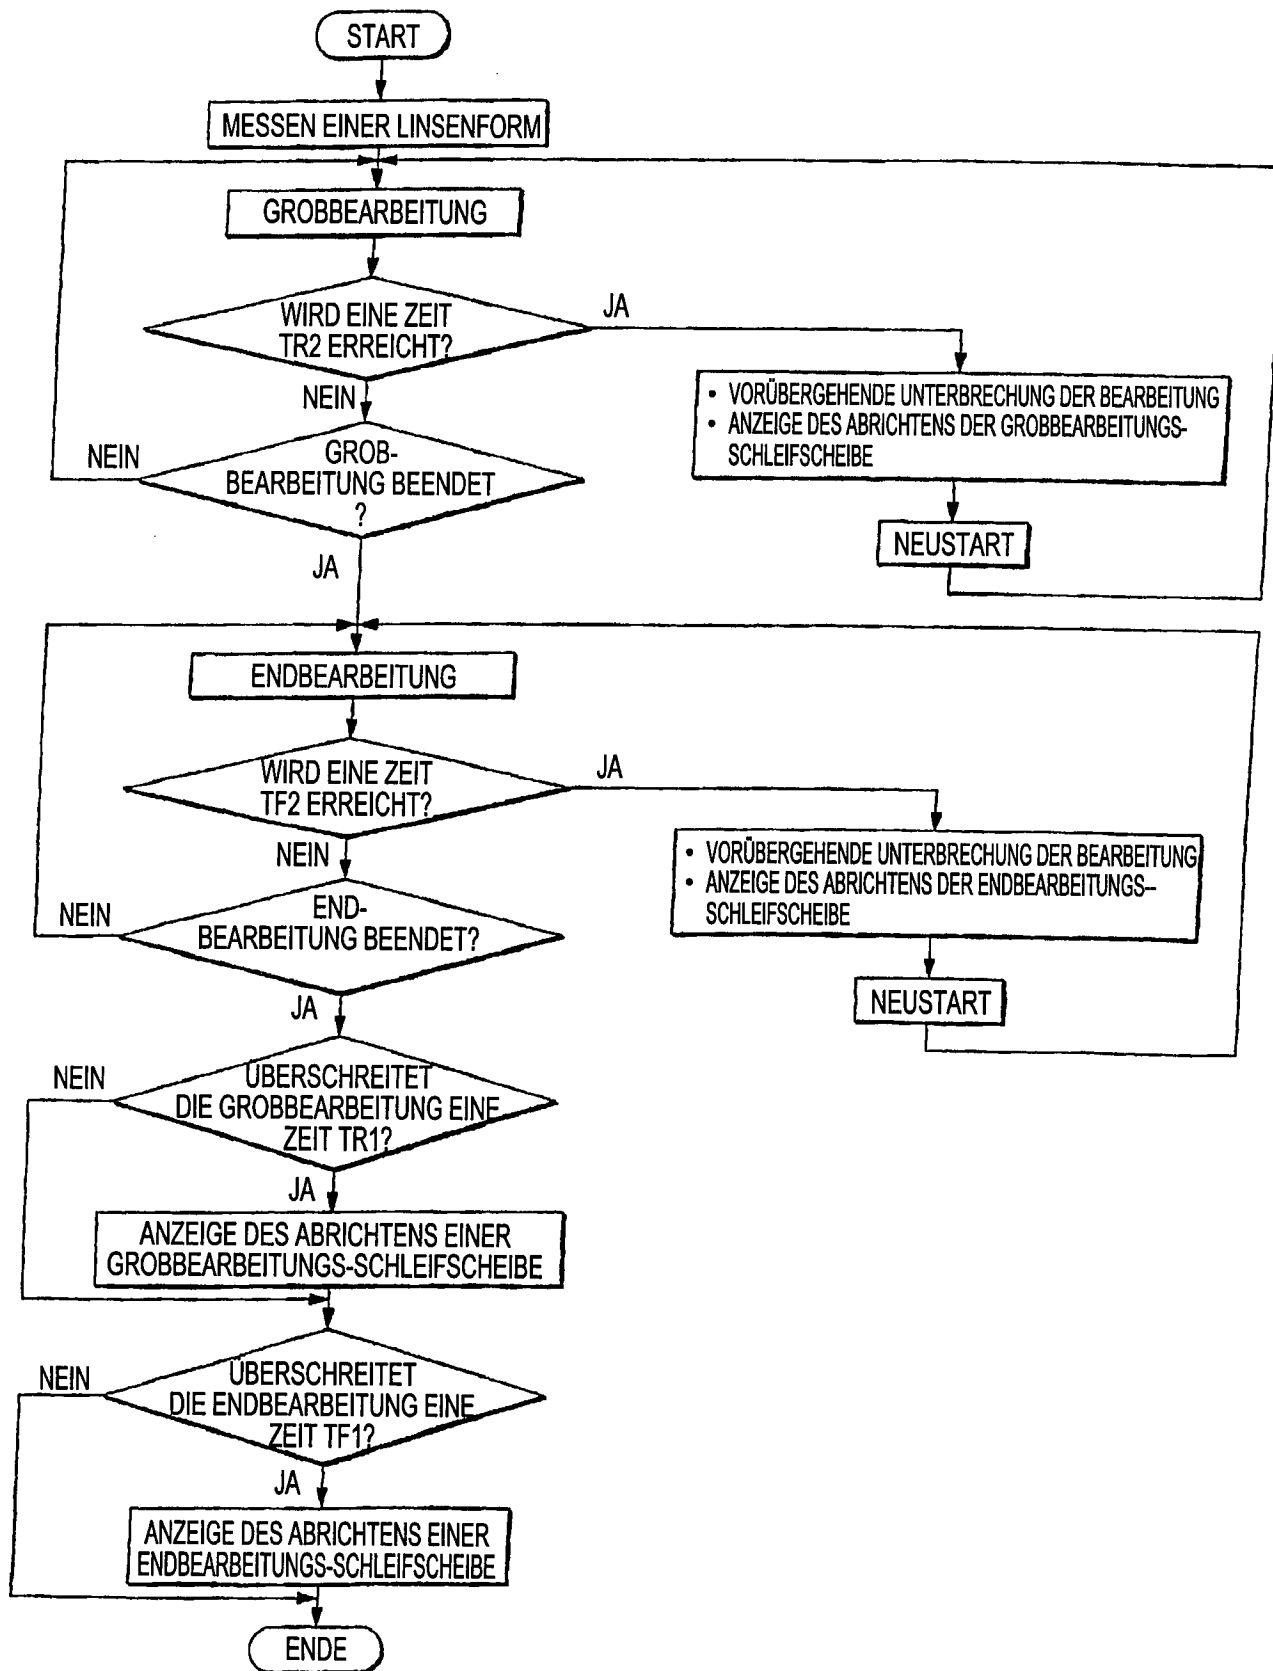 START
MESSEN EINER LINSENFORM
GROBBEARBEITUNG
WIRD EINE ZEIT
TR2 ERREICHT?
JA
NEIN
• VORÜBERGEHENDE UNTERBRECHUNG DER BEARBEITUNG
• ANZEIGE DES ABRICHTENS DER GROBBEARBEITUNGS-
SCHLEIFSCHEIBE
NEUSTART
GROB-
BEARBEITUNG BEENDET
?
NEIN
JA
ENDBEARBEITUNG
WIRD EINE ZEIT
TF2 ERREICHT?
JA
NEIN
• VORÜBERGEHENDE UNTERBRECHUNG DER BEARBEITUNG
• ANZEIGE DES ABRICHTENS DER ENDBEARBEITUNGS-
SCHLEIFSCHEIBE
NEUSTART
END-
BEARBEITUNG BEENDET?
NEIN
JA
ÜBERSCHREITET
DIE GROBBEARBEITUNG EINE
ZEIT TR1?
NEIN
JA
ANZEIGE DES ABRICHTENS EINER
GROBBEARBEITUNGS-SCHLEIFSCHEIBE
ÜBERSCHREITET
DIE ENDBEARBEITUNG EINE
ZEIT TF1?
NEIN
JA
ANZEIGE DES ABRICHTENS EINER
ENDBEARBEITUNGS-SCHLEIFSCHEIBE
ENDE